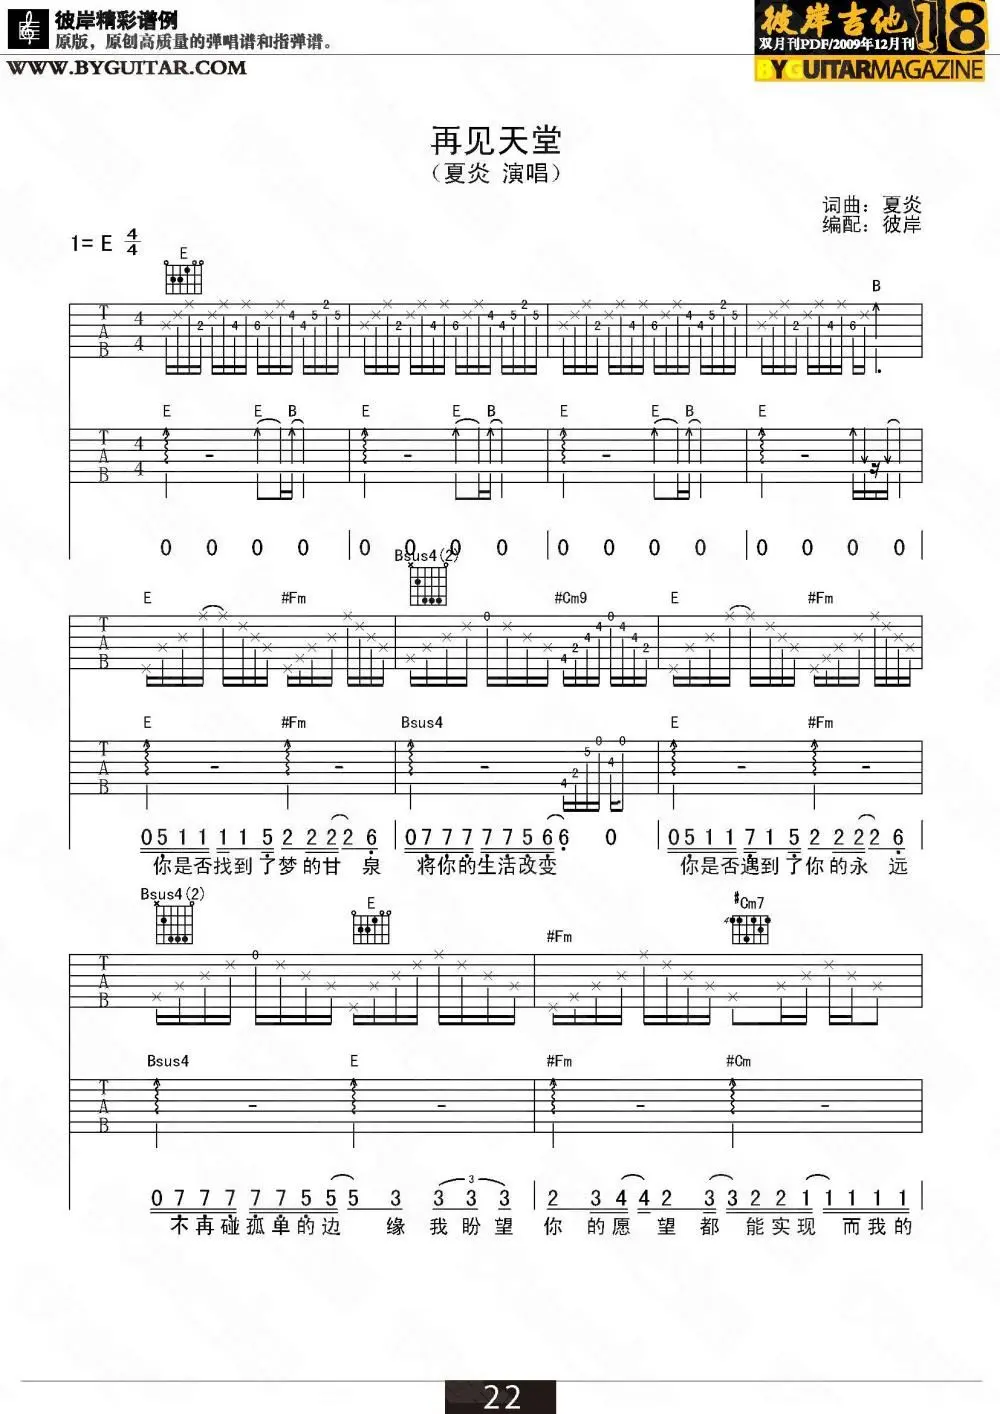 彼岸精彩谱例
原版，原创高质量的弹唱谱和指弹谱。
WWW.BYGUITAR.COM
彼岸吉他 18
双月刊PDF/2009年12月刊
BYGUITARMAGAZINE
再见天堂
（夏炎 演唱）
词曲：夏炎
编配：彼岸
1= E 4/4
E
B
T A B 4/4
E E B E E B E E B E
T A B 4/4
0 0 0 0 0 0 0 0 0 0 0 0 0 0 0 0
Bsus4(2)
E #Fm #Cm9 E #Fm
T A B
E #Fm Bsus4 E #Fm
T A B
0 5 1 1 1 1 5 2 2 2 2 6 0 7 7 7 7 7 5 6 6 0 0 5 1 1 7 1 5 2 2 2 2 6
你是否找到了梦的甘泉 将你的生活改变 你是否遇到了你的永远
Bsus4(2) E #Cm7
#Fm
T A B
Bsus4 E #Fm #Cm
T A B
0 7 7 7 7 7 5 5 5 3 3 3 3 2 3 4 4 2 3 3 2 2 1 1 1 1 1
不再碰孤单的边缘我盼望你的愿望都能实现而我的
22